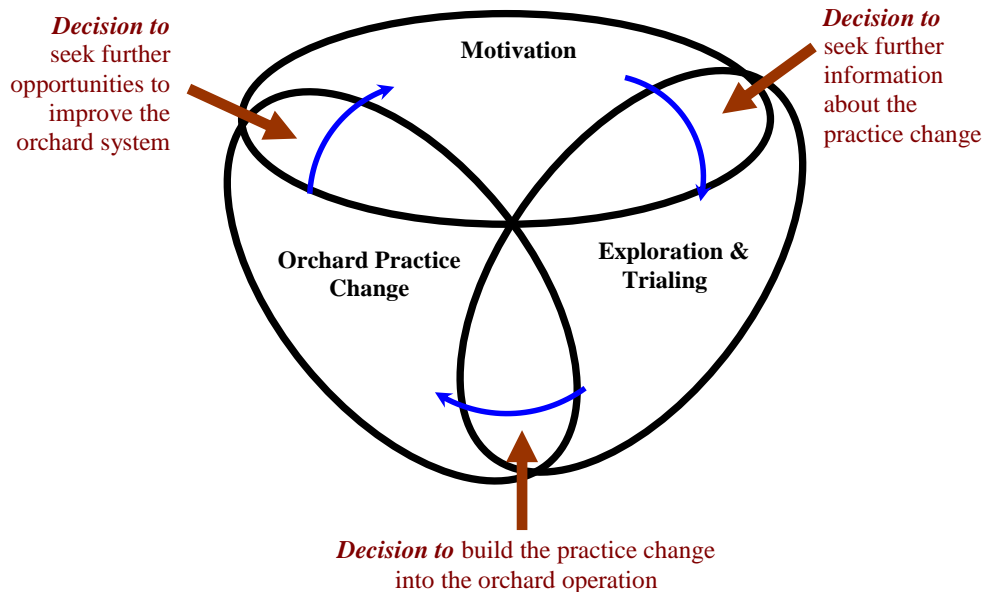 Decision to
seek further
opportunities to
improve the
orchard system
Motivation
Decision to
seek further
information
about the
practice change
Orchard Practice
Change
Exploration &
Trialing
Decision to build the practice change
into the orchard operation